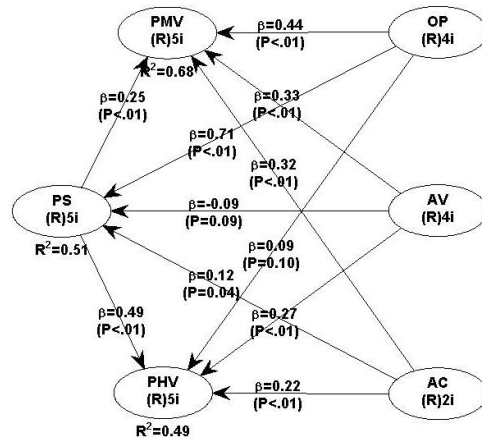 PMV
(R)5i
R²=0.68
β=0.44
(P<.01)
OP
(R)4i
β=0.25
(P<.01)
β=0.33
(P<.01)
β=0.71
(P<.01)
β=0.32
(P<.01)
PS
(R)5i
R²=0.51
β=-0.09
(P=0.09)
AV
(R)4i
β=0.09
(P=0.10)
β=0.12
(P=0.04)
β=0.49
(P<.01)
β=0.27
(P<.01)
PHV
(R)5i
R²=0.49
β=0.22
(P<.01)
AC
(R)2i